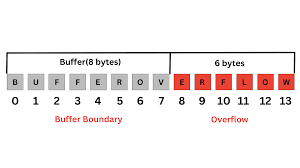 Buffer(8 bytes) 6 bytes
B U F F E R O V E R F L O W
0 1 2 3 4 5 6 7 8 9 10 11 12 13
Buffer Boundary Overflow